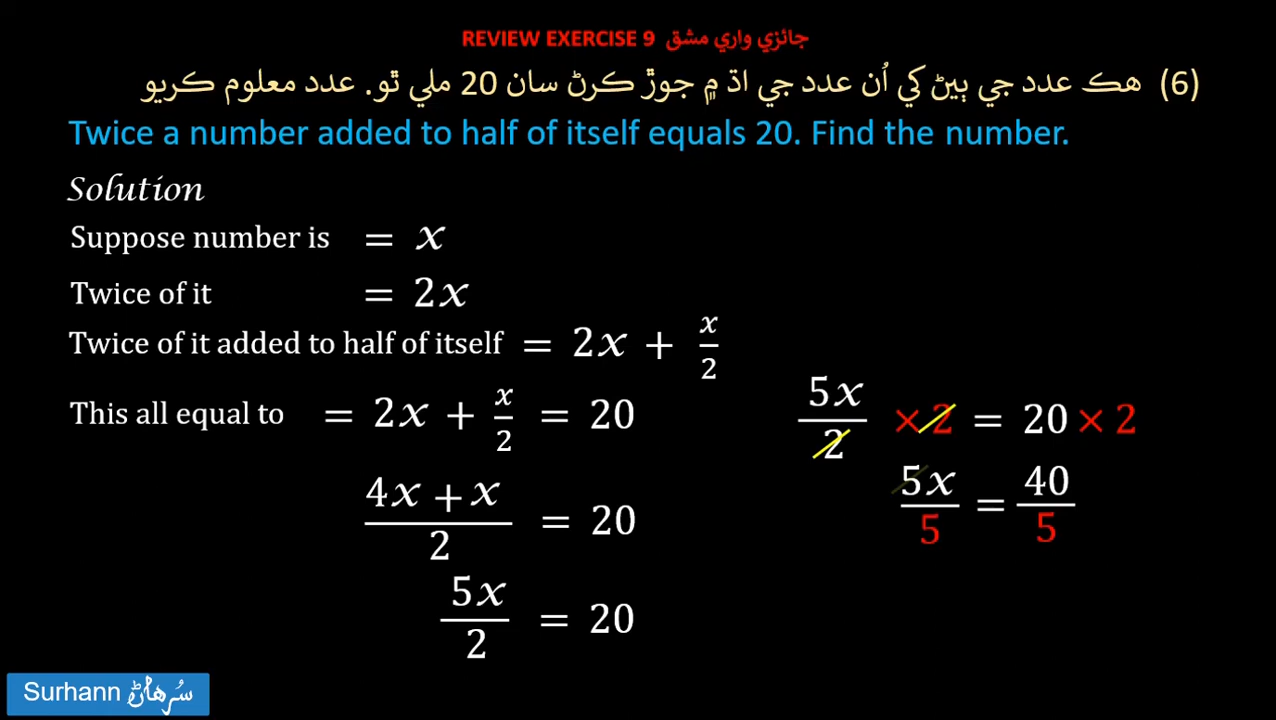 REVIEW EXERCISE 9 جائزي واري مشق
(6) هڪ عدد جي ٻيڻ کي اُن عدد جي اڌ ۾ جوڙ ڪرڻ سان 20 ملي ٿو. عدد معلوم ڪريو
Twice a number added to half of itself equals 20. Find the number.
Solution
Suppose number is = x
Twice of it = 2x
Twice of it added to half of itself = 2x + x/2
This all equal to = 2x + x/2 = 20
4x + x / 2 = 20
5x/2 = 20
5x/2 × 2 = 20 × 2
5x/5 = 40/5
Surhann سُرهاڻ